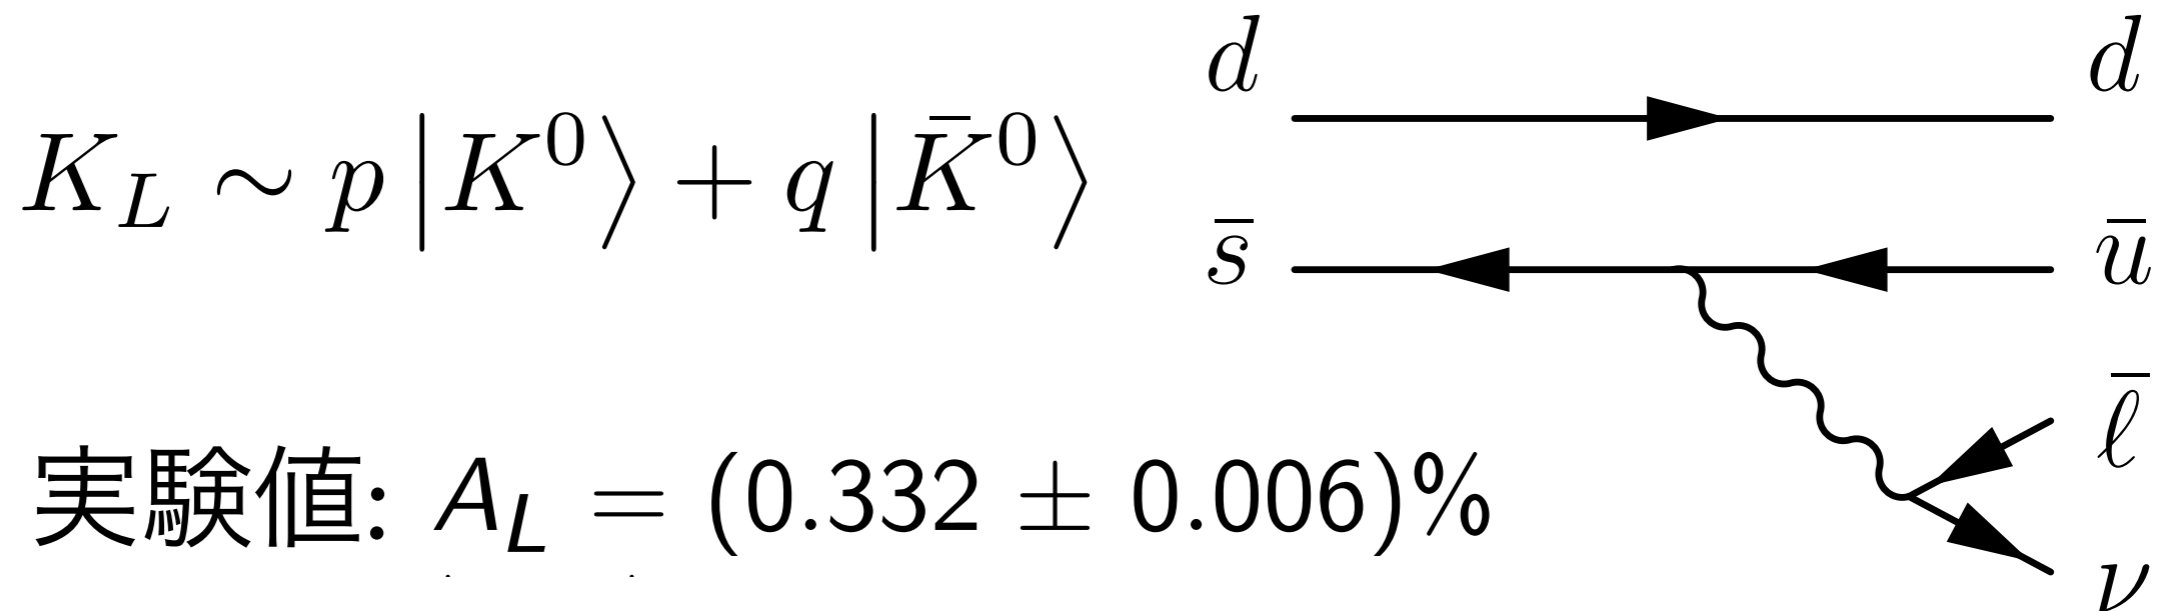 K_L ∼ p |K^0⟩ + q |K̄^0⟩
実験値: A_L = (0.332 ± 0.006)%
d
d
s̄
ū
ℓ̄
ν